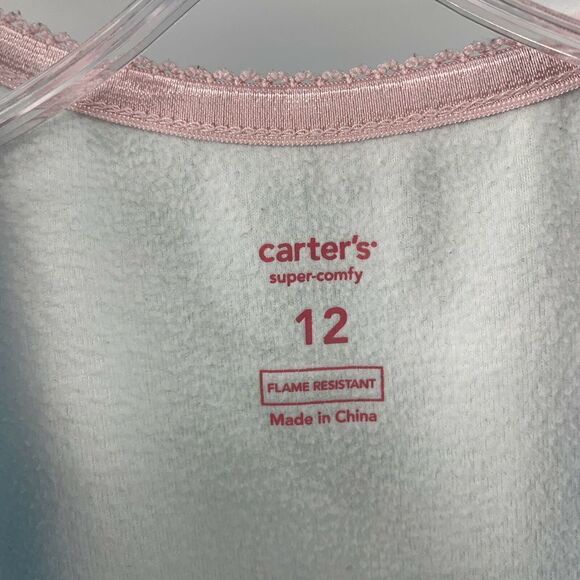 carter's
super-comfy
12
FLAME RESISTANT
Made in China